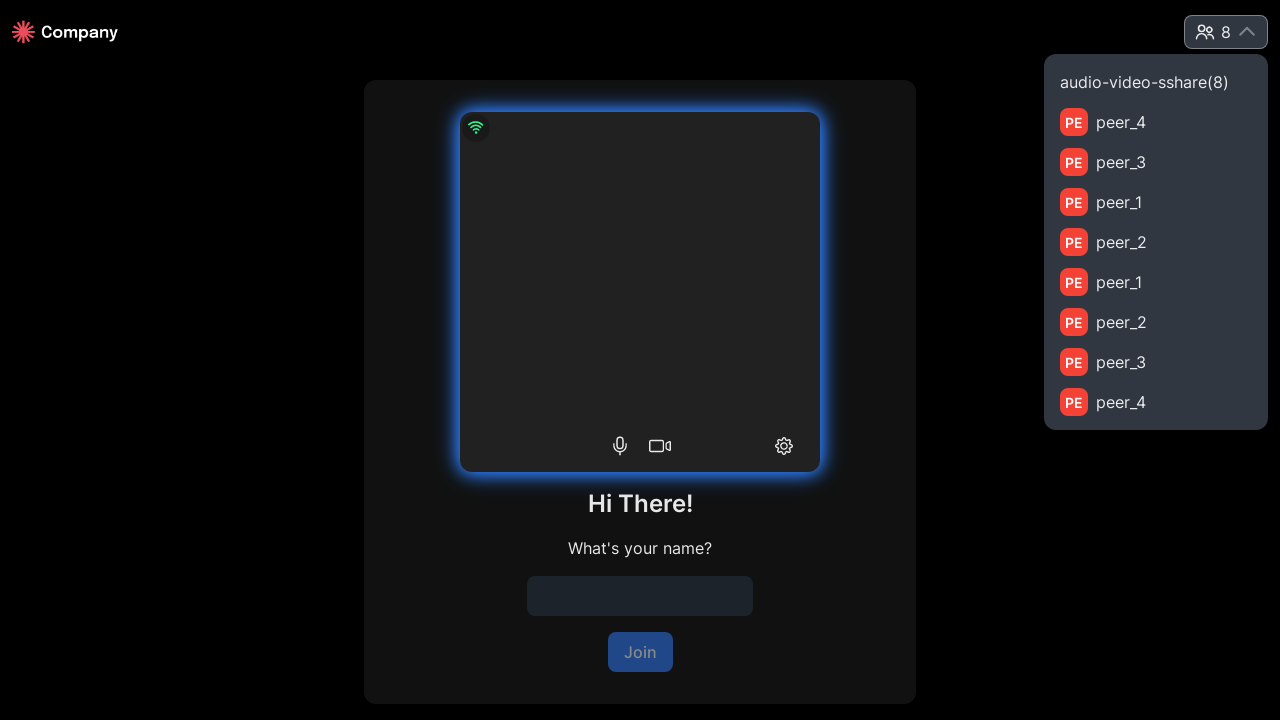 Company
8
audio-video-sshare(8)
PE peer_4
PE peer_3
PE peer_1
PE peer_2
PE peer_1
PE peer_2
PE peer_3
PE peer_4
Hi There!
What's your name?
Join